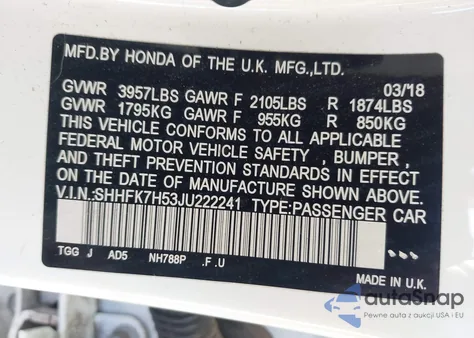 MFD.BY HONDA OF THE U.K. MFG.,LTD.
03/18
GVWR 3957LBS GAWR F 2105LBS R 1874LBS
GVWR 1795KG GAWR F 955KG R 850KG
THIS VEHICLE CONFORMS TO ALL APPLICABLE
FEDERAL MOTOR VEHICLE SAFETY , BUMPER ,
AND THEFT PREVENTION STANDARDS IN EFFECT
ON THE DATE OF MANUFACTURE SHOWN ABOVE.
V.I.N.:SHHFK7H53JU222241 TYPE:PASSENGER CAR
TGG J AD5 NH788P .F.U
MADE IN U.K.
autoSnap
Pewne auta z aukcji USA i EU